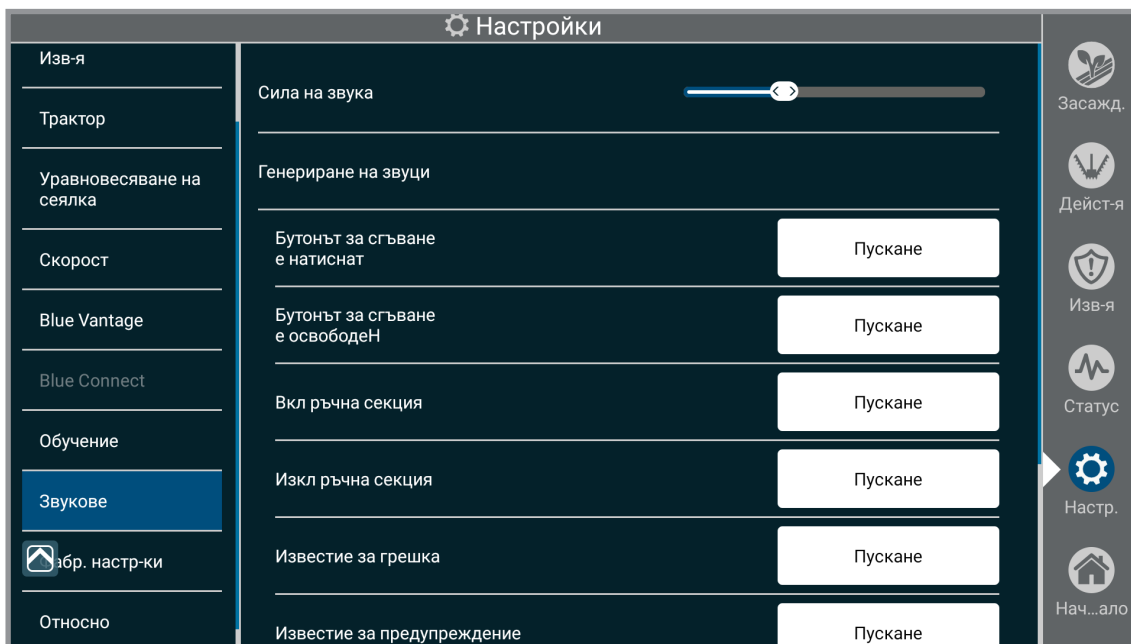 Настройки
Изв-я
Трактор
Уравновесяване на
сеялка
Скорост
Blue Vantage
Blue Connect
Обучение
Звукове
абр. настр-ки
Относно
Сила на звука
Генериране на звуци
Бутонът за сгъване
е натиснат
Пускане
Бутонът за сгъване
е освободеН
Пускане
Вкл ръчна секция
Пускане
Изкл ръчна секция
Пускане
Известие за грешка
Пускане
Известие за предупреждение
Пускане
Засажд.
Дейст-я
Изв-я
Статус
Настр.
Нач...ало